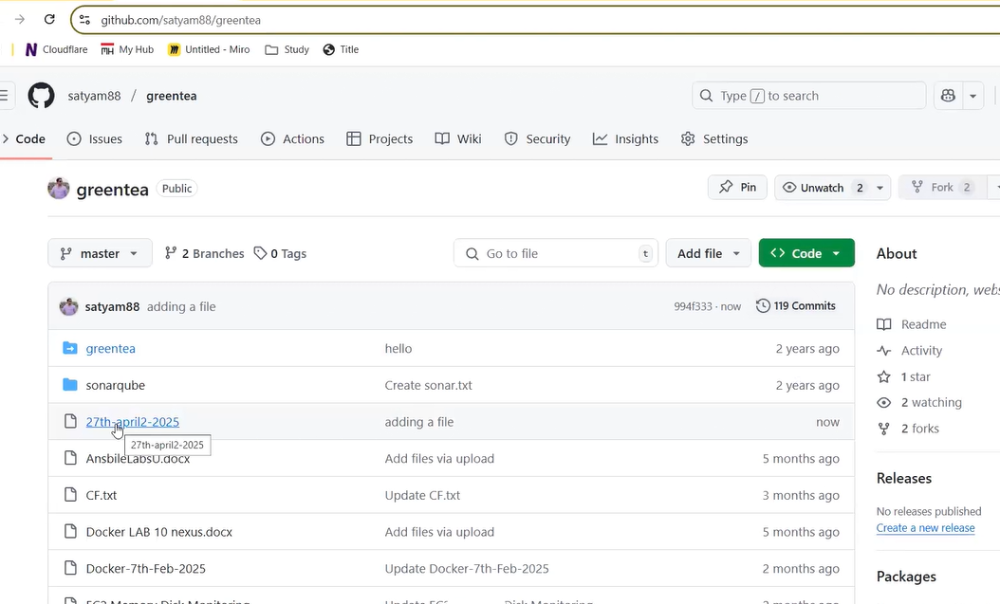 github.com/satyam88/greentea
Cloudflare My Hub Untitled - Miro Study Title
satyam88 / greentea Type / to search
Code Issues Pull requests Actions Projects Wiki Security Insights Settings
greentea Public Pin Unwatch 2 Fork 2
master 2 Branches 0 Tags Go to file t Add file Code About
No description,
satyam88 adding a file 994f333 · now 119 Commits
greentea hello 2 years ago Readme
sonarqube Create sonar.txt 2 years ago Activity
1 star
27th-april2-2025 adding a file now 2 watching
27th-april2-2025
2 forks
AnsbileLabsU.docx Add files via upload 5 months ago
Releases
CF.txt Update CF.txt 3 months ago
No releases published
Create a new release
Docker LAB 10 nexus.docx Add files via upload 5 months ago
Docker-7th-Feb-2025 Update Docker-7th-Feb-2025 2 months ago Packages